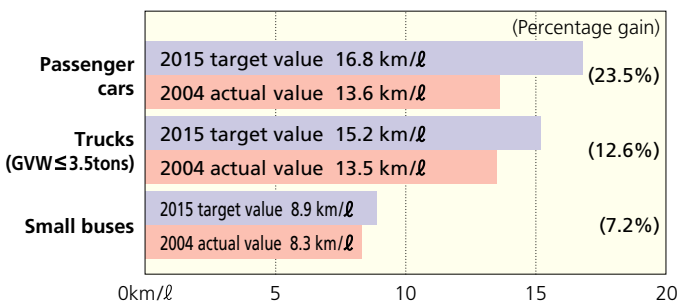 (Percentage gain)
Passenger
cars
2015 target value 16.8 km/ℓ
2004 actual value 13.6 km/ℓ
(23.5%)
Trucks
(GVW≤3.5tons)
2015 target value 15.2 km/ℓ
2004 actual value 13.5 km/ℓ
(12.6%)
Small buses
2015 target value 8.9 km/ℓ
2004 actual value 8.3 km/ℓ
(7.2%)
0km/ℓ 5 10 15 20